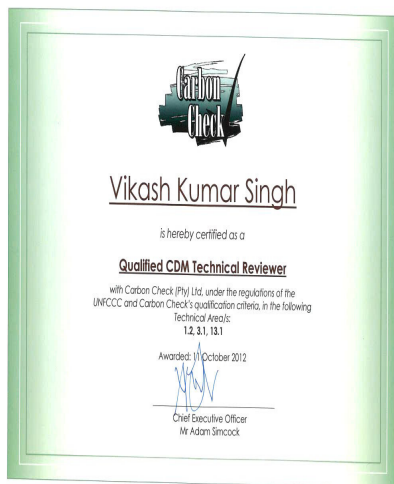 Carbon
Check
Vikash Kumar Singh
is hereby certified as a
Qualified CDM Technical Reviewer
with Carbon Check (Pty) Ltd, under the regulations of the
UNFCCC and Carbon Check's qualification criteria, in the following
Technical Area/s:
1.2, 3.1, 13.1
Awarded: 11 October 2012
Chief Executive Officer
Mr Adam Simcock